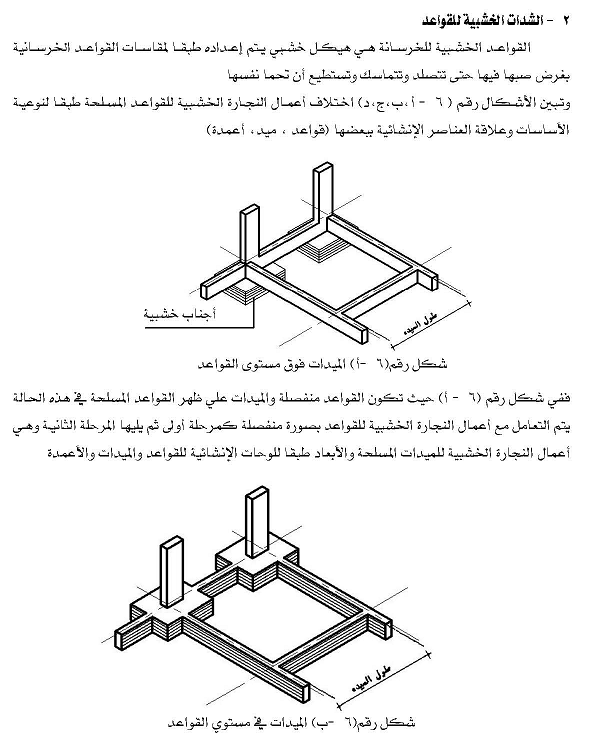 ٢ - الشدات الخشبية للقواعد
القواعد الخشبية للخرسانة هي هيكل خشبي يتم إعداده طبقا لمقاسات القواعد الخرسانية
بغرض صبها فيها حتى تتصلد وتتماسك وتستطيع أن تحما نفسها
وتبين الأشكال رقم ( ٦ - أ،ب،ج،د) اختلاف أعمال النجارة الخشبية للقواعد المسلحة طبقا لنوعية
الأساسات وعلاقة العناصر الإنشائية ببعضها (قواعد ، ميد، أعمدة)
طول الميده
أجناب خشبية
شكل رقم(٦ -أ) الميدات فوق مستوى القواعد
ففي شكل رقم (٦ - أ) حيث تكون القواعد منفصلة والميدات علي ظهر القواعد المسلحة في هذه الحالة
يتم التعامل مع أعمال النجارة الخشبية للقواعد بصورة منفصلة كمرحلة أولى ثم يليها المرحلة الثانية وهي
أعمال النجارة الخشبية للميدات المسلحة والأبعاد طبقا للوحات الإنشائية للقواعد والميدات والأعمدة
طول الميده
شكل رقم(٦ -ب) الميدات في مستوي القواعد